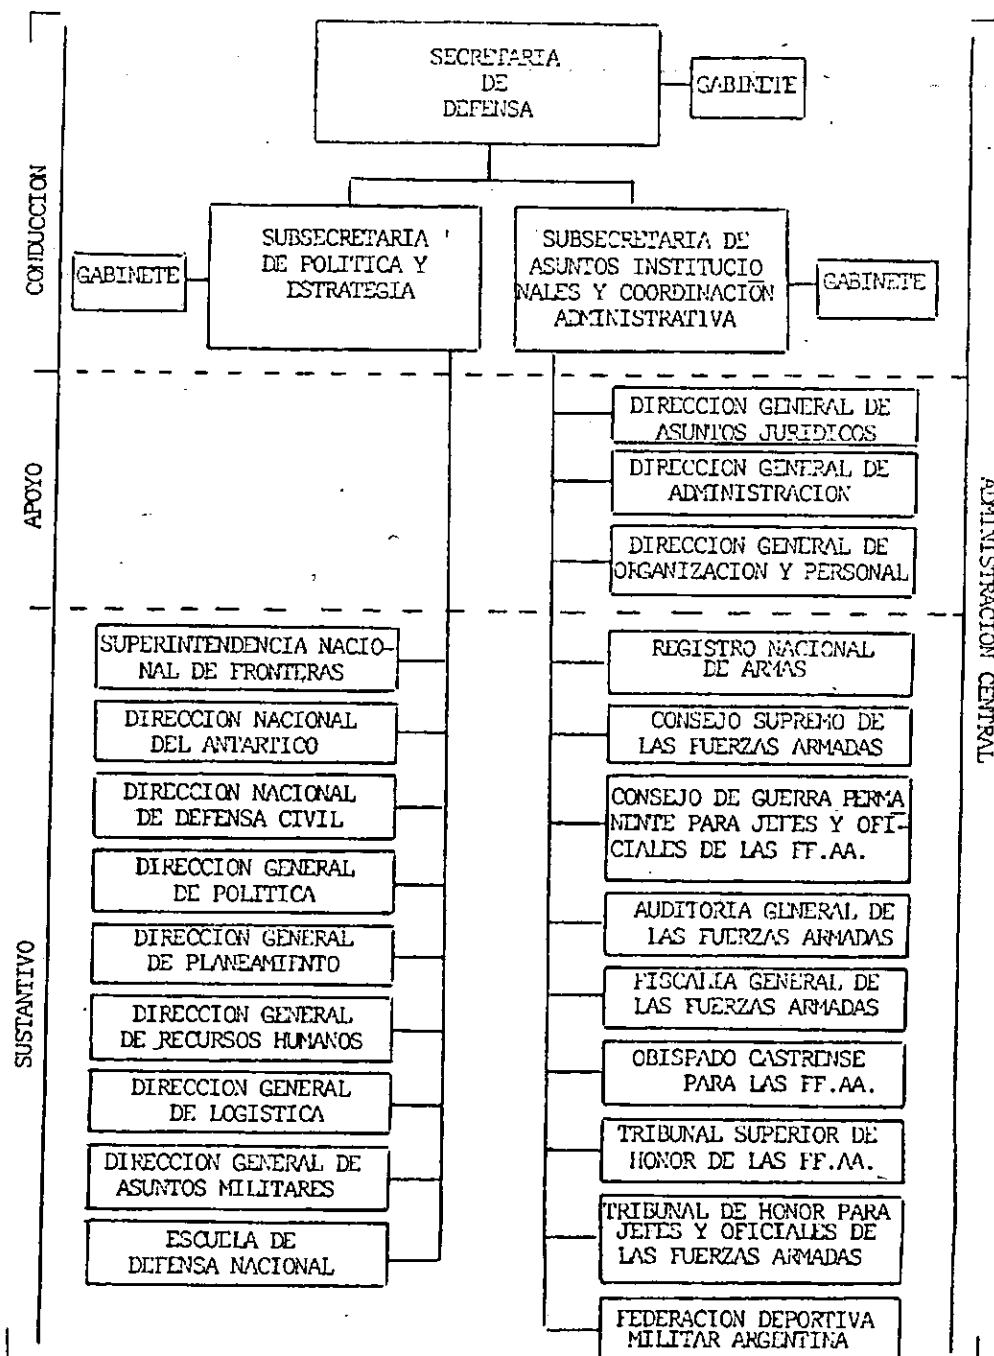 SECRETARIA
DE
DEFENSA
GABINETE
CONDUCCION
SUBSECRETARIA
DE POLITICA Y
ESTRATEGIA
GABINETE
SUBSECRETARIA DE
ASUNTOS INSTITUCIO
NALES Y COORDINACION
ADMINISTRATIVA
GABINETE
APOYO
DIRECCION GENERAL DE
ASUNTOS JURIDICOS
DIRECCION GENERAL DE
ADMINISTRACION
DIRECCION GENERAL DE
ORGANIZACION Y PERSONAL
ADMINISTRACION CENTRAL
SUSTANTIVO
SUPERINTENDENCIA NACIO-
NAL DE FRONTERAS
DIRECCION NACIONAL
DEL ANTARTICO
DIRECCION NACIONAL
DE DEFENSA CIVIL
DIRECCION GENERAL
DE POLITICA
DIRECCION GENERAL
DE PLANEAMIENTO
DIRECCION GENERAL
DE RECURSOS HUMANOS
DIRECCION GENERAL
DE LOGISTICA
DIRECCION GENERAL DE
ASUNTOS MILITARES
ESCUELA DE
DEFENSA NACIONAL
REGISTRO NACIONAL
DE ARMAS
CONSEJO SUPREMO DE
LAS FUERZAS ARMADAS
CONSEJO DE GUERRA PERMA
NENTE PARA JEFES Y OFI-
CIALES DE LAS FF.AA.
AUDITORIA GENERAL DE
LAS FUERZAS ARMADAS
FISCALIA GENERAL DE
LAS FUERZAS ARMADAS
OBISPADO CASTRENSE
PARA LAS FF.AA.
TRIBUNAL SUPERIOR DE
HONOR DE LAS FF.AA.
TRIBUNAL DE HONOR PARA
JEFES Y OFICIALES DE
LAS FUERZAS ARMADAS
FEDERACION DEPORTIVA
MILITAR ARGENTINA